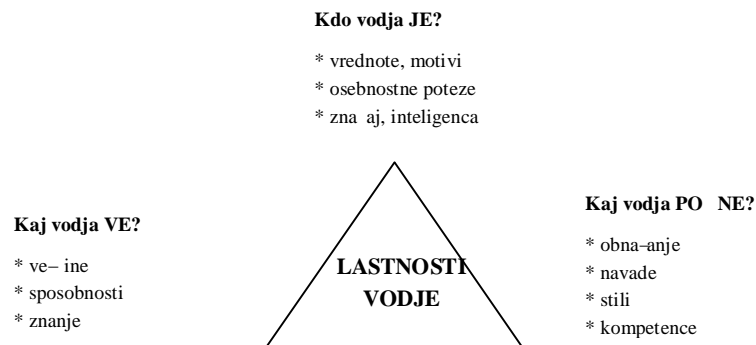 Kdo vodja JE?
* vrednote, motivi
* osebnostne poteze
* zna aj, inteligenca
Kaj vodja VE?
* ve– ine
* sposobnosti
* znanje
LASTNOSTI
VODJE
Kaj vodja PO NE?
* obna–anje
* navade
* stili
* kompetence